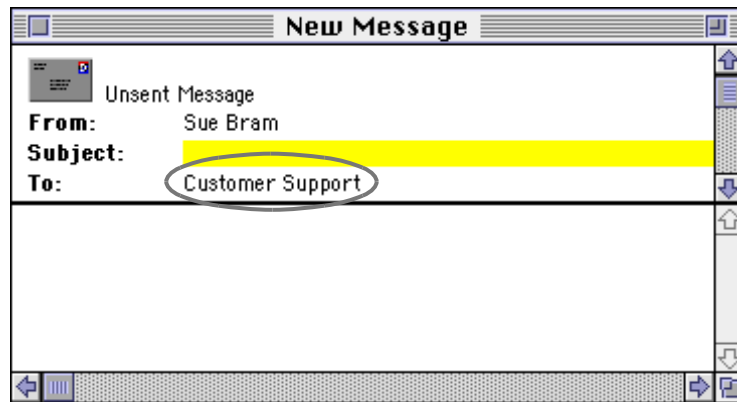 New Message
Unsent Message
From: Sue Bram
Subject:
To: Customer Support